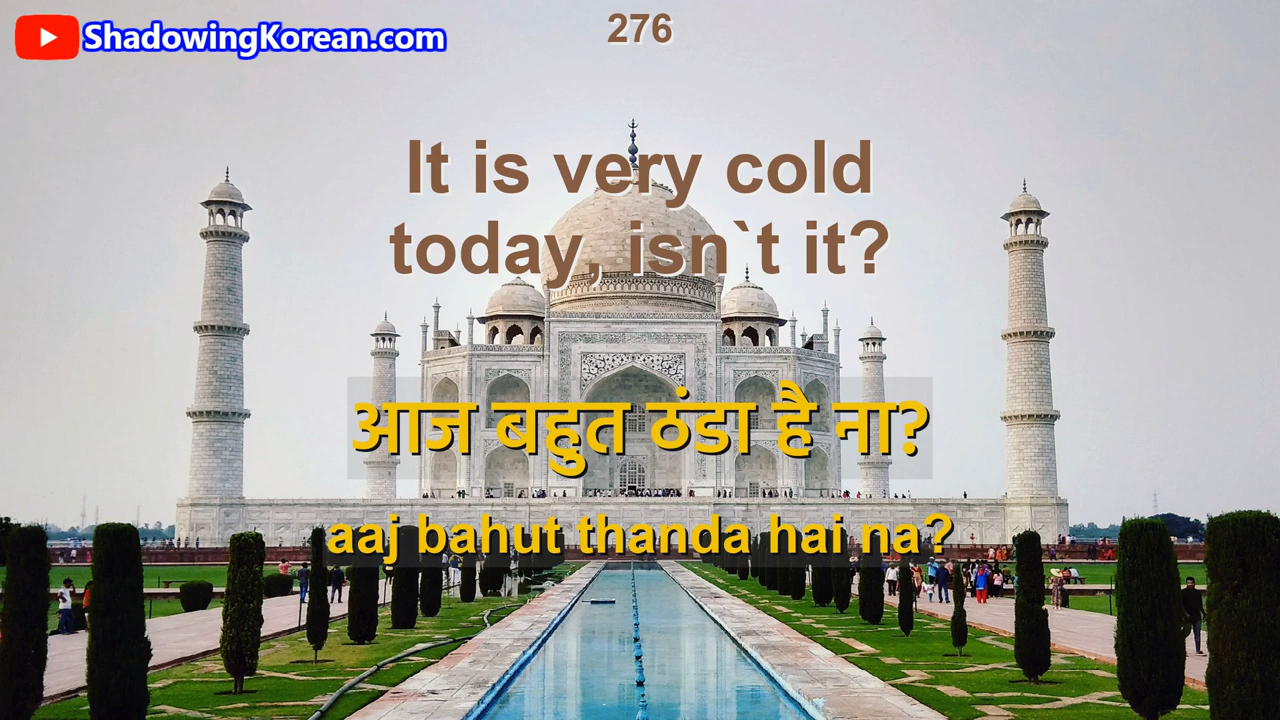 ShadowingKorean.com
276
It is very cold
today, isn`t it?
आज बहुत ठंडा है ना?
aaj bahut thanda hai na?